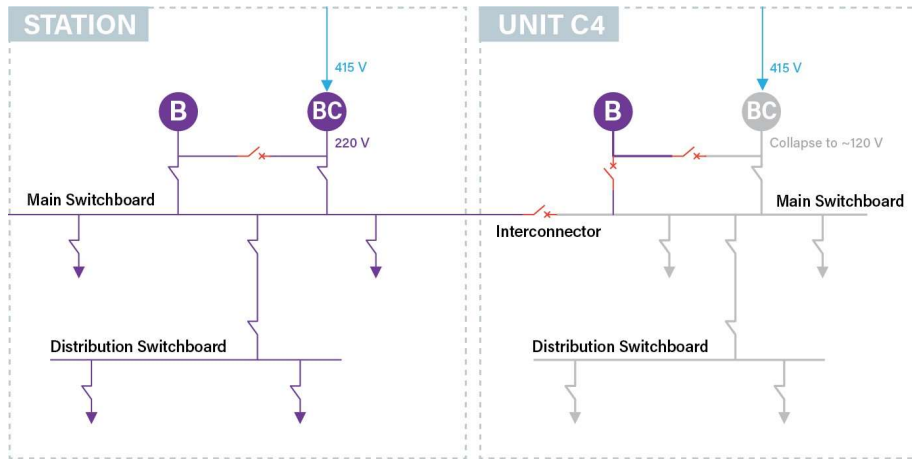 STATION
415 V
B
BC
220 V
Main Switchboard
Distribution Switchboard
Interconnector
UNIT C4
415 V
B
BC
Collapse to ~120 V
Main Switchboard
Distribution Switchboard